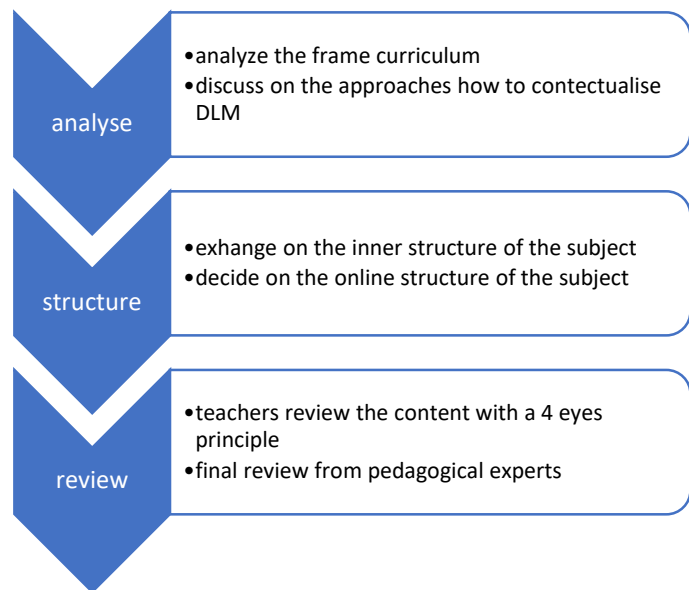 analyse
•analyze the frame curriculum
•discuss on the approaches how to contectualise
DLM
structure
•exhange on the inner structure of the subject
•decide on the online structure of the subject
review
•teachers review the content with a 4 eyes
principle
•final review from pedagogical experts